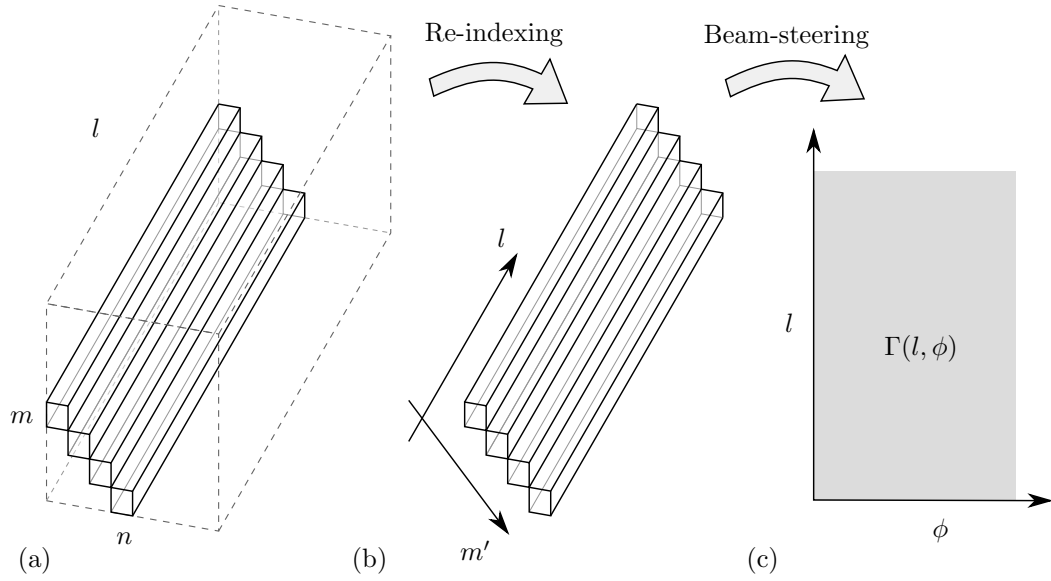 Re-indexing
Beam-steering
l
m
n
(a)
l
m′
(b)
l
Γ(l, ϕ)
ϕ
(c)